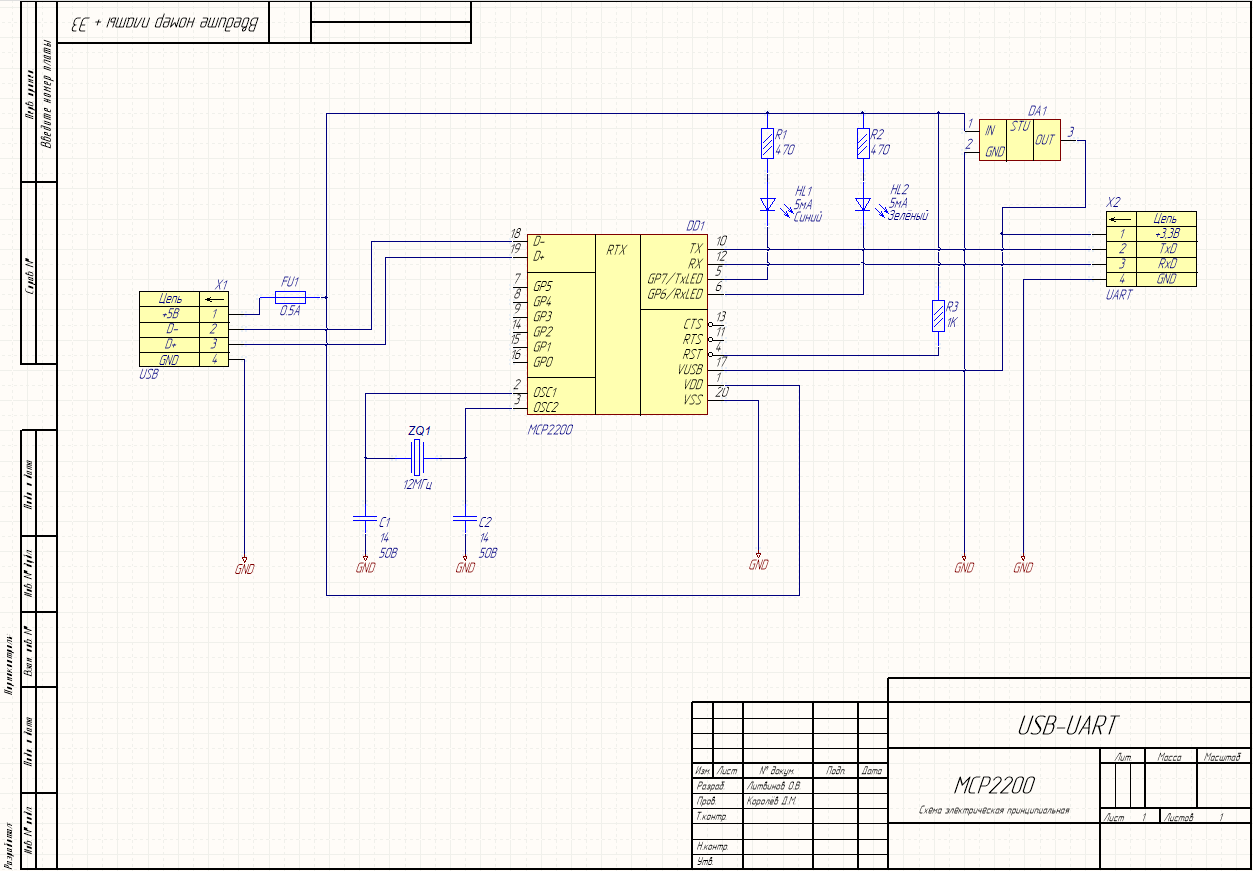 Введите номер платы + ЭЗ
Перв. примен.
Введите номер платы
Справ. №
Подп. и дата
Инв. № дубл.
Взам. инв. №
Подп. и дата
Инв. № подл.
Нормоконтроль
Разработал
X1
Цепь
+5В 1
D- 2
D+ 3
GND 4
USB
FU1
0.5А
GND
ZQ1
12МГц
C1
14
50В
GND
C2
14
50В
GND
DD1
RTX
18 D-
19 D+
7 GP5
8 GP4
9 GP3
14 GP2
15 GP1
16 GP0
2 OSC1
3 OSC2
TX 10
RX 12
GP7/TxLED 5
GP6/RxLED 6
CTS 13
RTS 11
RST 4
VUSB 17
VDD 1
VSS 20
MCP2200
GND
R1
470
HL1
5мА
Синий
R2
470
HL2
5мА
Зелёный
R3
1К
DA1
1 IN STU
OUT 3
2 GND
GND
X2
Цепь
1 +3,3В
2 TxD
3 RxD
4 GND
UART
GND
USB-UART
MCP2200
Схема электрическая принципиальная
Лит. Масса Масштаб
Лист 1 Листов 1
Изм. Лист № докум. Подп. Дата
Разраб. Литвинов О.В.
Пров. Королев Д.М.
Т.контр.
Н.контр.
Утв.